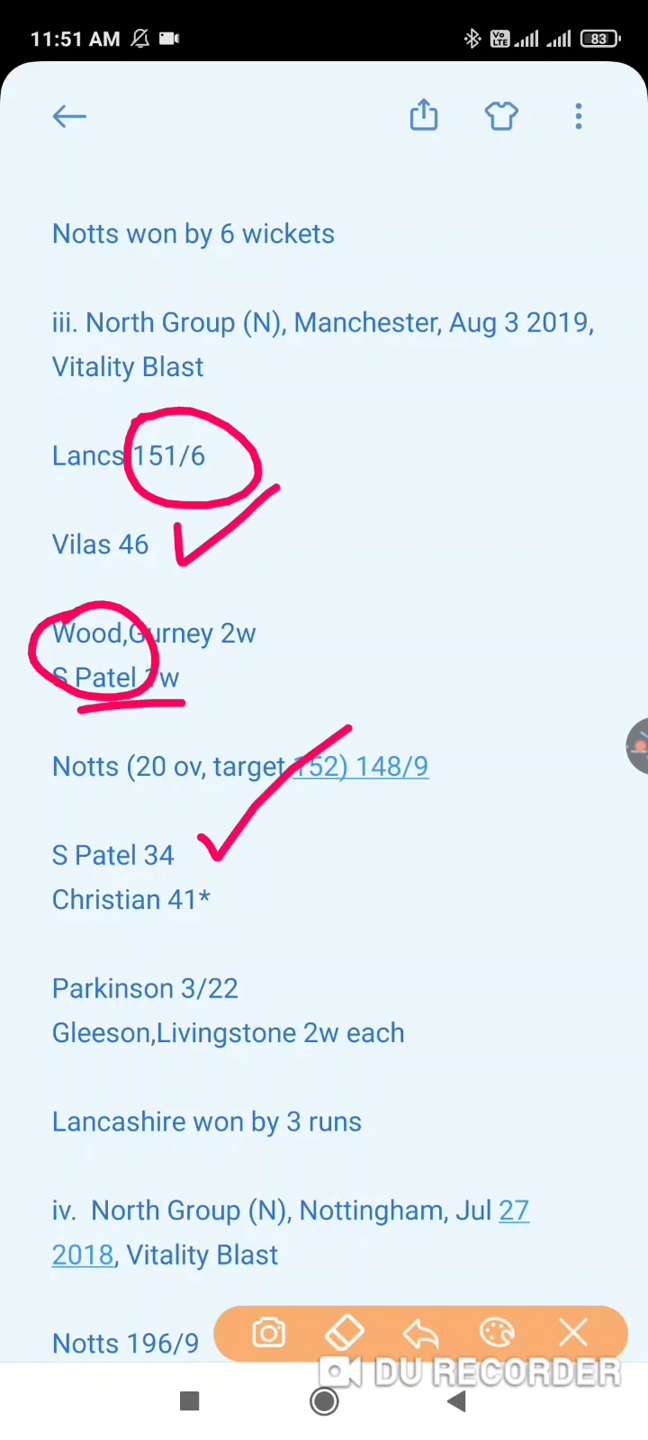 11:51 AM
Vo LTE
83
Notts won by 6 wickets
iii. North Group (N), Manchester, Aug 3 2019,
Vitality Blast
Lancs 151/6
Vilas 46
Wood,Gurney 2w
S Patel 1w
Notts (20 ov, target 152) 148/9
S Patel 34
Christian 41*
Parkinson 3/22
Gleeson,Livingstone 2w each
Lancashire won by 3 runs
iv. North Group (N), Nottingham, Jul 27
2018, Vitality Blast
Notts 196/9
DU RECORDER